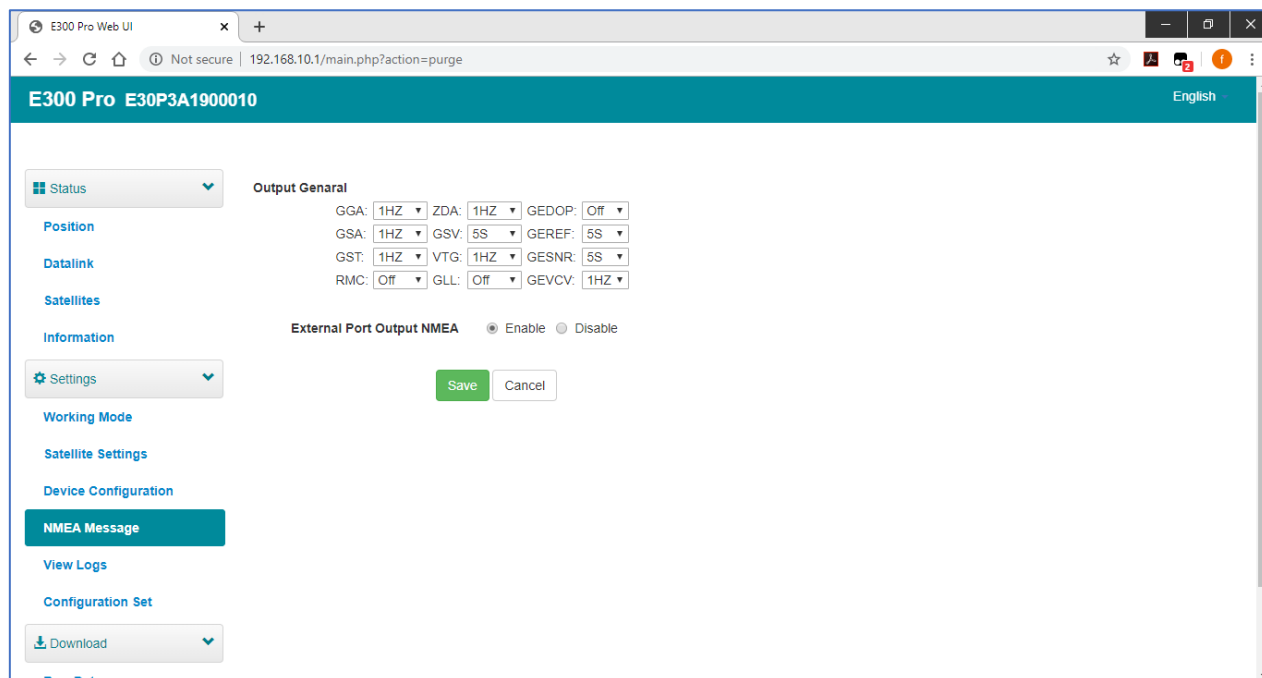 E300 Pro Web UI
Not secure | 192.168.10.1/main.php?action=purge
2
f
E300 Pro E30P3A1900010
English
Status
Position
Datalink
Satellites
Information
Settings
Working Mode
Satellite Settings
Device Configuration
NMEA Message
View Logs
Configuration Set
Download
Output Genaral
GGA: 1HZ ZDA: 1HZ GEDOP: Off
GSA: 1HZ GSV: 5S GEREF: 5S
GST: 1HZ VTG: 1HZ GESNR: 5S
RMC: Off GLL: Off GEVCV: 1HZ
External Port Output NMEA Enable Disable
Save Cancel